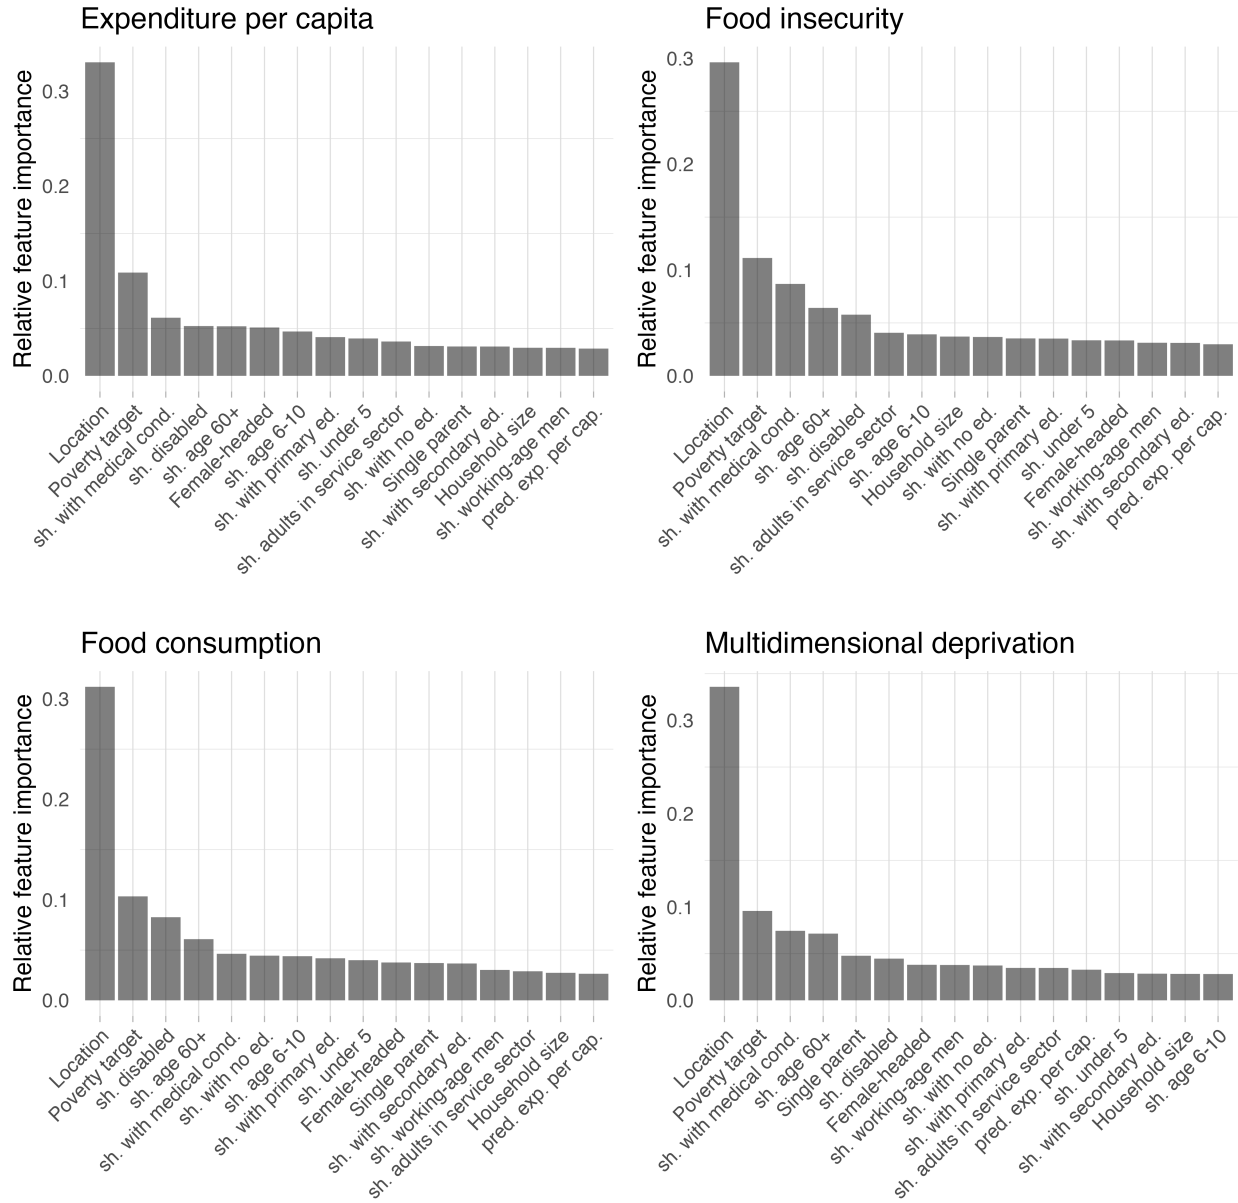 Expenditure per capita
Relative feature importance
0.3
0.2
0.1
0.0
Location
Poverty target
sh. with medical cond.
sh. disabled
sh. age 60+
Female-headed
sh. age 6-10
sh. with primary ed.
sh. under 5
sh. adults in service sector
sh. with no ed.
Single parent
sh. with secondary ed.
Household size
sh. working-age men
pred. exp. per cap.
Food insecurity
Relative feature importance
0.3
0.2
0.1
0.0
Location
Poverty target
sh. with medical cond.
sh. age 60+
sh. disabled
sh. adults in service sector
sh. age 6-10
Household size
sh. with no ed.
Single parent
sh. with primary ed.
sh. under 5
Female-headed
sh. working-age men
sh. with secondary ed.
pred. exp. per cap.
Food consumption
Relative feature importance
0.3
0.2
0.1
0.0
Location
Poverty target
sh. disabled
sh. age 60+
sh. with medical cond.
sh. with no ed.
sh. age 6-10
sh. with primary ed.
sh. under 5
Female-headed
Single parent
sh. with secondary ed.
sh. working-age men
sh. adults in service sector
Household size
pred. exp. per cap.
Multidimensional deprivation
Relative feature importance
0.3
0.2
0.1
0.0
Location
Poverty target
sh. with medical cond.
sh. age 60+
Single parent
sh. disabled
Female-headed
sh. working-age men
sh. with no ed.
sh. with primary ed.
sh. adults in service sector
pred. exp. per cap.
sh. under 5
sh. with secondary ed.
Household size
sh. age 6-10